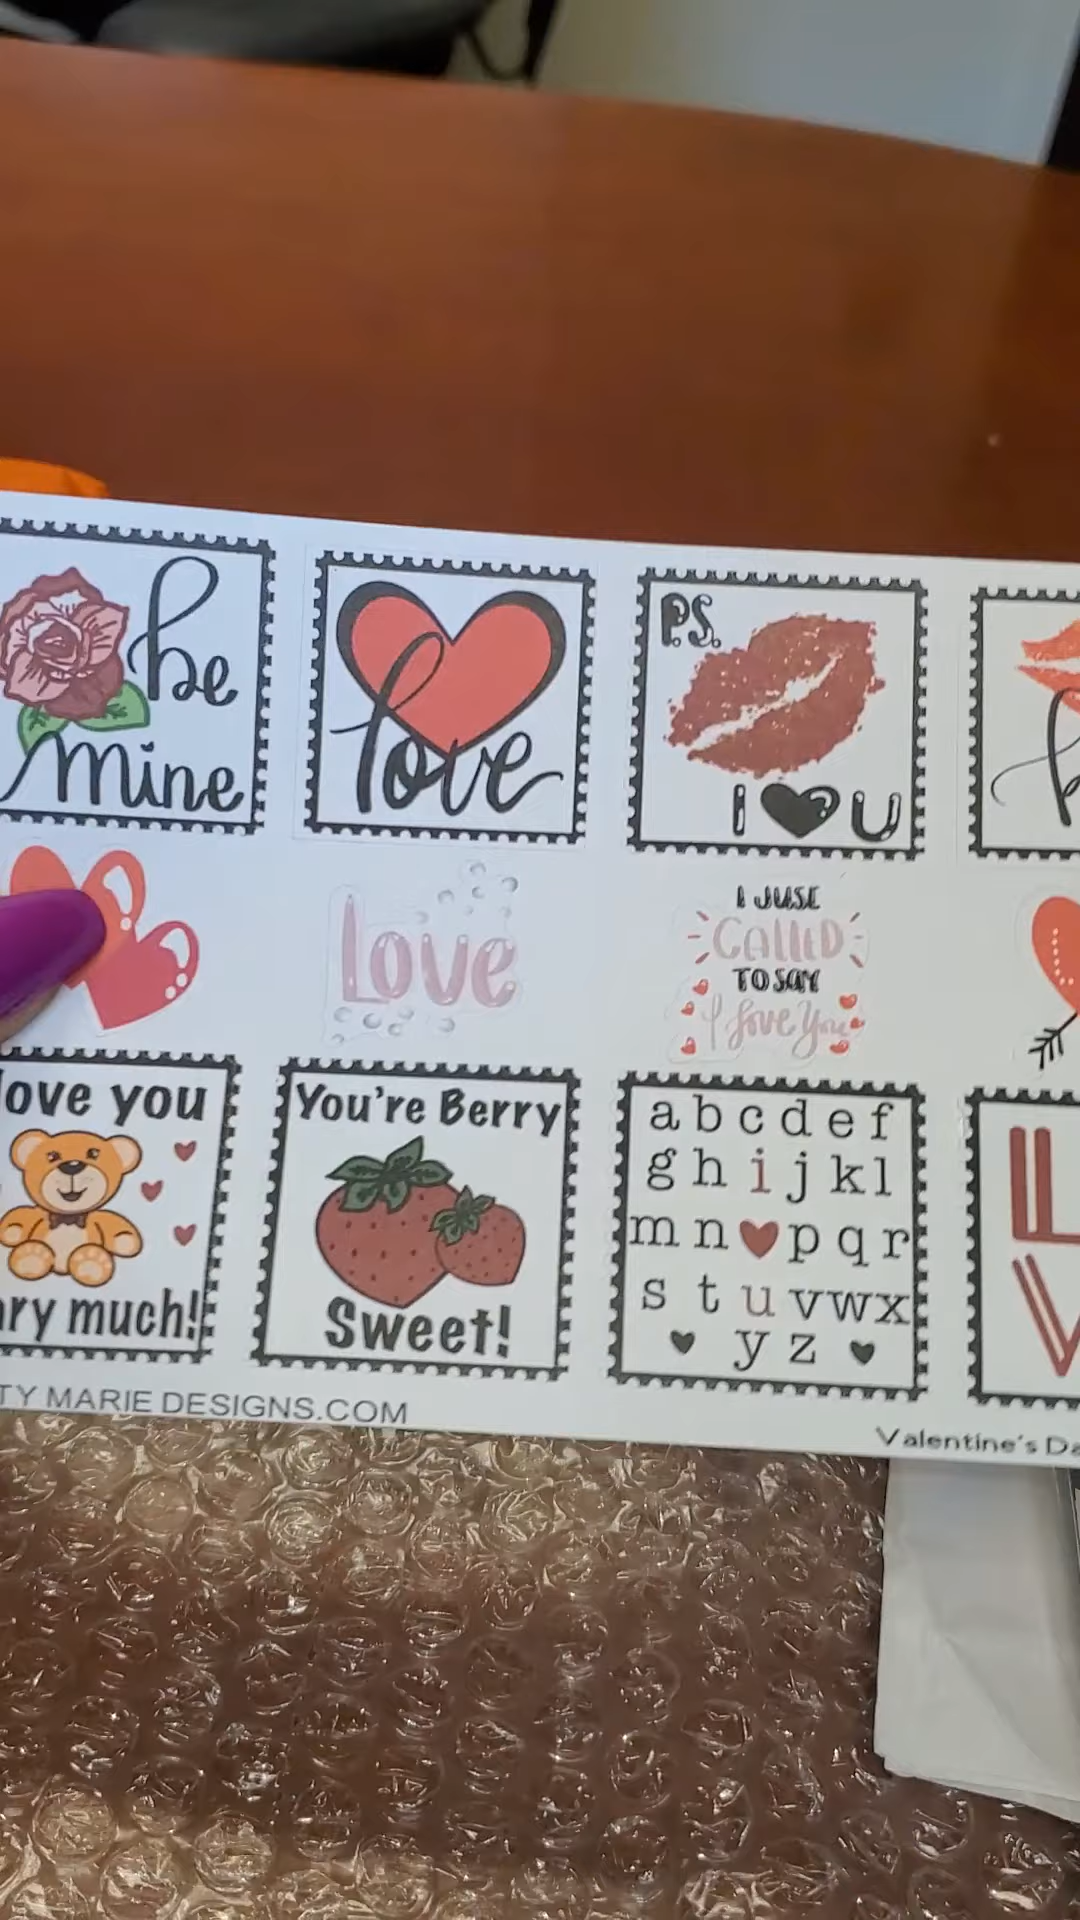 be
mine
love
P.S.
I ♥ U
Love
I JUST
CALLED
TO SAY
I love You
love you
much!
You're Berry
Sweet!
a b c d e f
g h i j k l
m n ♥ p q r
s t u v w x
♥ y z ♥
L
V
TY MARIE DESIGNS.COM
Valentine's Da